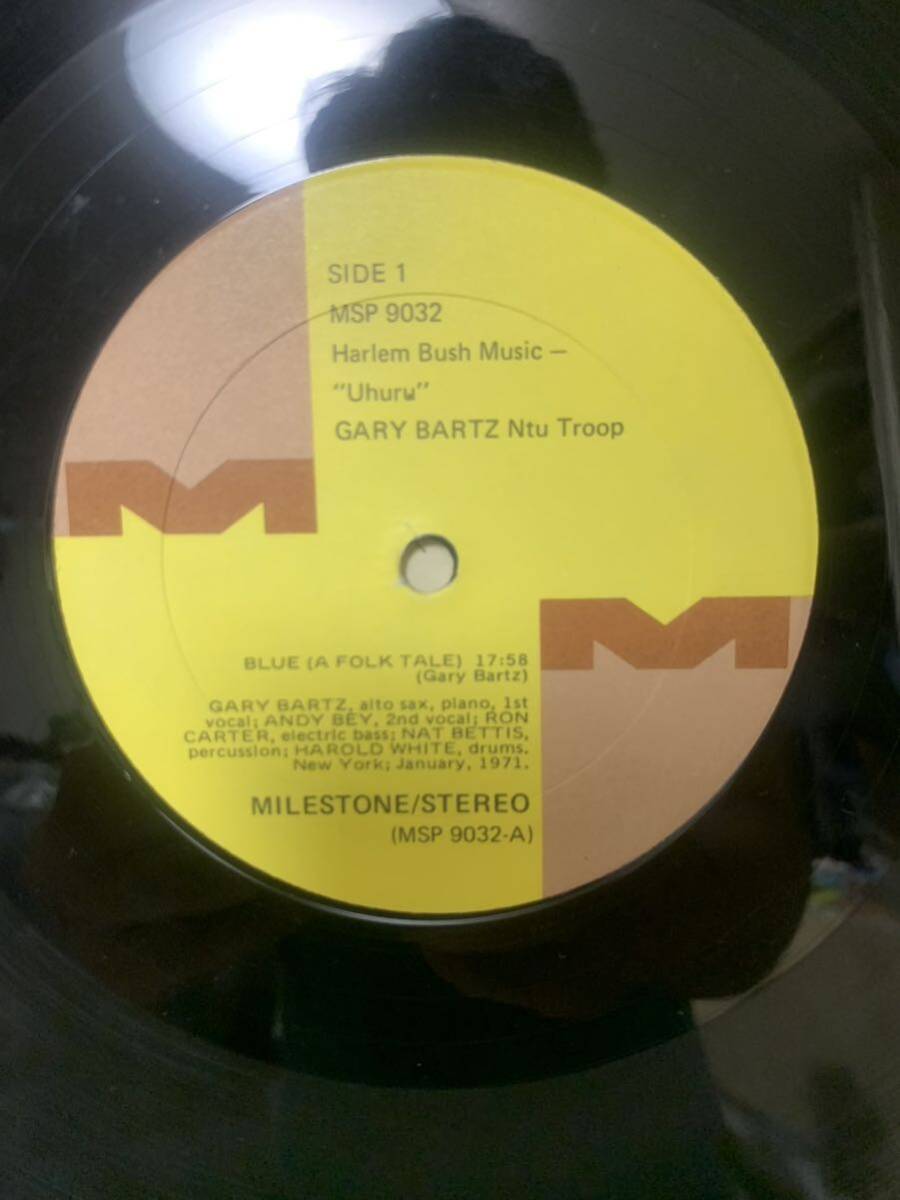 SIDE 1
MSP 9032
Harlem Bush Music –
"Uhuru"
GARY BARTZ Ntu Troop
BLUE (A FOLK TALE) 17:58
(Gary Bartz)
GARY BARTZ, alto sax, piano, 1st
vocal; ANDY BEY, 2nd vocal; RON
CARTER, electric bass; NAT BETTIS,
percussion; HAROLD WHITE, drums.
New York; January, 1971.
MILESTONE/STEREO
(MSP 9032-A)